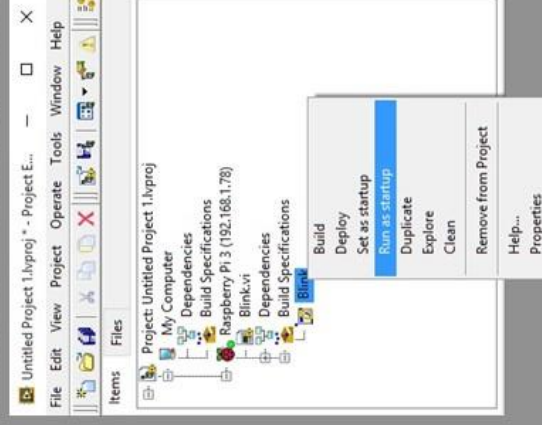 Untitled Project 1.lvproj * - Project E...
File Edit View Project Operate Tools Window Help
Items Files
Project: Untitled Project 1.lvproj
My Computer
Dependencies
Build Specifications
Raspberry Pi 3 (192.168.1.78)
Blink.vi
Dependencies
Build Specifications
Blink
Build
Deploy
Set as startup
Run as startup
Duplicate
Explore
Clean
Remove from Project
Help...
Properties